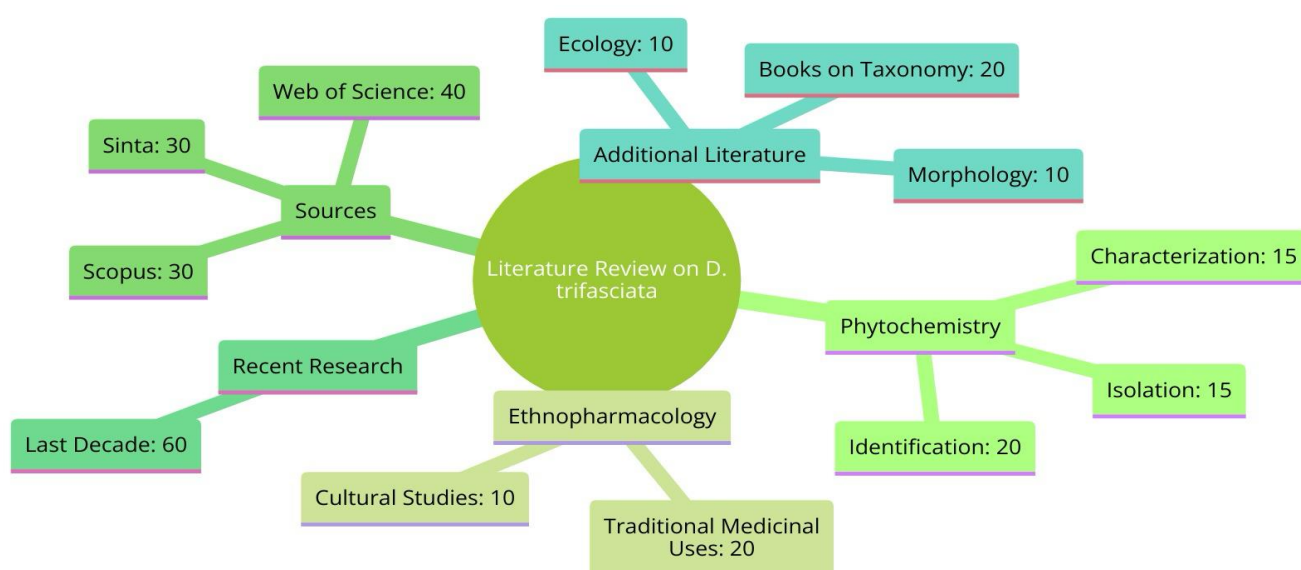 Literature Review on D.
trifasciata
Sources
Web of Science: 40
Sinta: 30
Scopus: 30
Recent Research
Last Decade: 60
Ethnopharmacology
Cultural Studies: 10
Traditional Medicinal
Uses: 20
Additional Literature
Ecology: 10
Books on Taxonomy: 20
Morphology: 10
Phytochemistry
Characterization: 15
Isolation: 15
Identification: 20